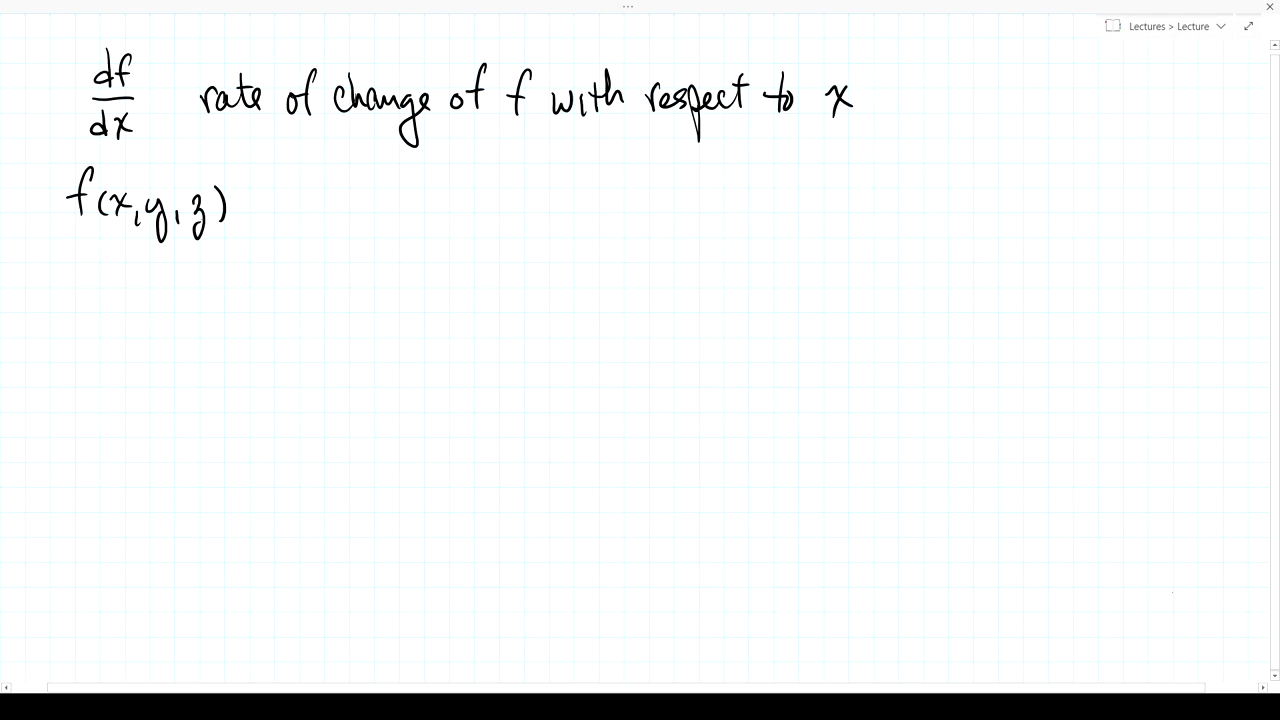 ...
Lectures > Lecture
df/dx rate of change of f with respect to x
f(x,y,z)